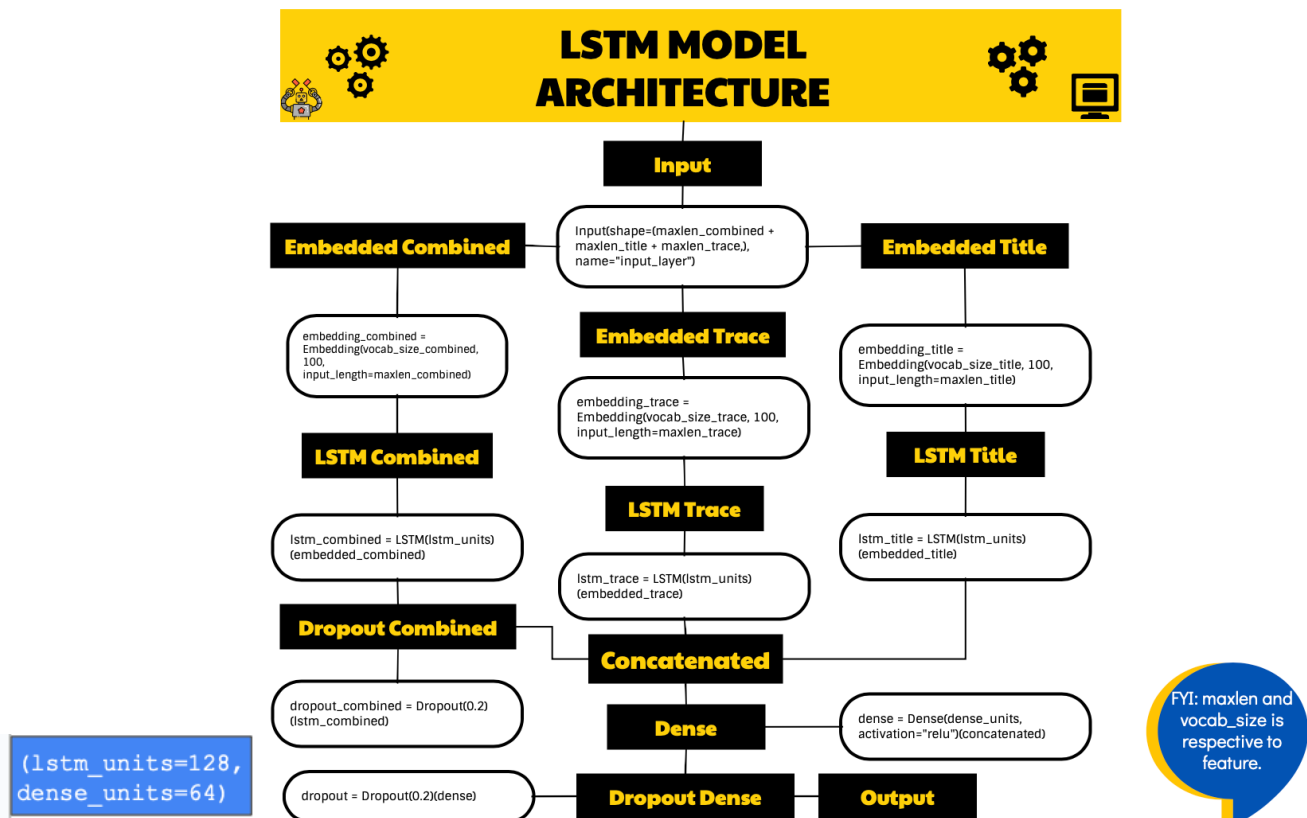 LSTM MODEL
ARCHITECTURE
Input
Input(shape=(maxlen_combined +
maxlen_title + maxlen_trace,),
name="input_layer")
Embedded Combined
Embedded Title
embedding_combined =
Embedding(vocab_size_combined,
100,
input_length=maxlen_combined)
Embedded Trace
embedding_title =
Embedding(vocab_size_title, 100,
input_length=maxlen_title)
embedding_trace =
Embedding(vocab_size_trace, 100,
input_length=maxlen_trace)
LSTM Combined
LSTM Title
LSTM Trace
lstm_combined = LSTM(lstm_units)
(embedded_combined)
lstm_title = LSTM(lstm_units)
(embedded_title)
lstm_trace = LSTM(lstm_units)
(embedded_trace)
Dropout Combined
Concatenated
dropout_combined = Dropout(0.2)
(lstm_combined)
Dense
dense = Dense(dense_units,
activation="relu")(concatenated)
FYI: maxlen and
vocab_size is
respective to
feature.
(lstm_units=128,
dense_units=64)
dropout = Dropout(0.2)(dense)
Dropout Dense
Output